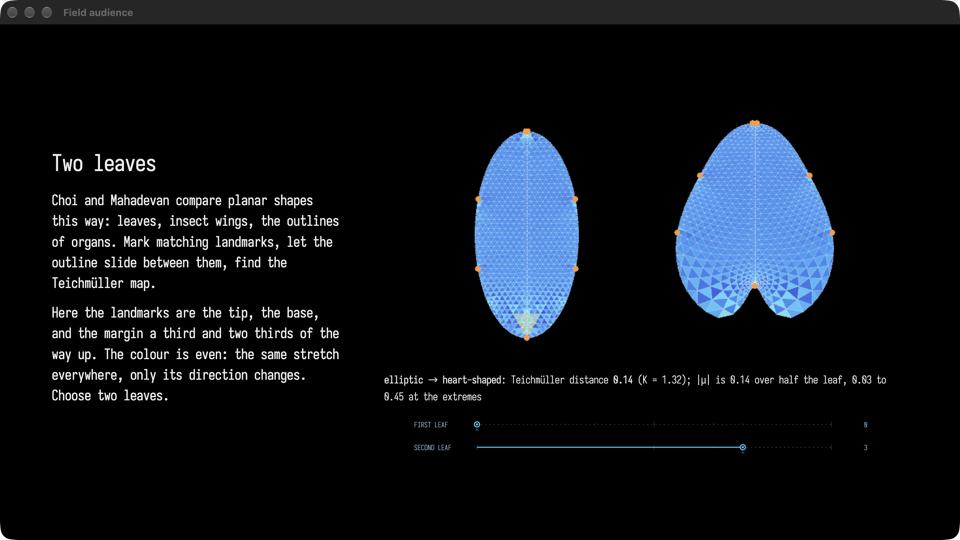 Field audience
Two leaves
Choi and Mahadevan compare planar shapes
this way: leaves, insect wings, the outlines
of organs. Mark matching landmarks, let the
outline slide between them, find the
Teichmüller map.
Here the landmarks are the tip, the base,
and the margin a third and two thirds of the
way up. The colour is even: the same stretch
everywhere, only its direction changes.
Choose two leaves.
elliptic → heart-shaped: Teichmüller distance 0.14 (K = 1.32); |μ| is 0.14 over half the leaf, 0.03 to
0.45 at the extremes
FIRST LEAF 0
SECOND LEAF 3